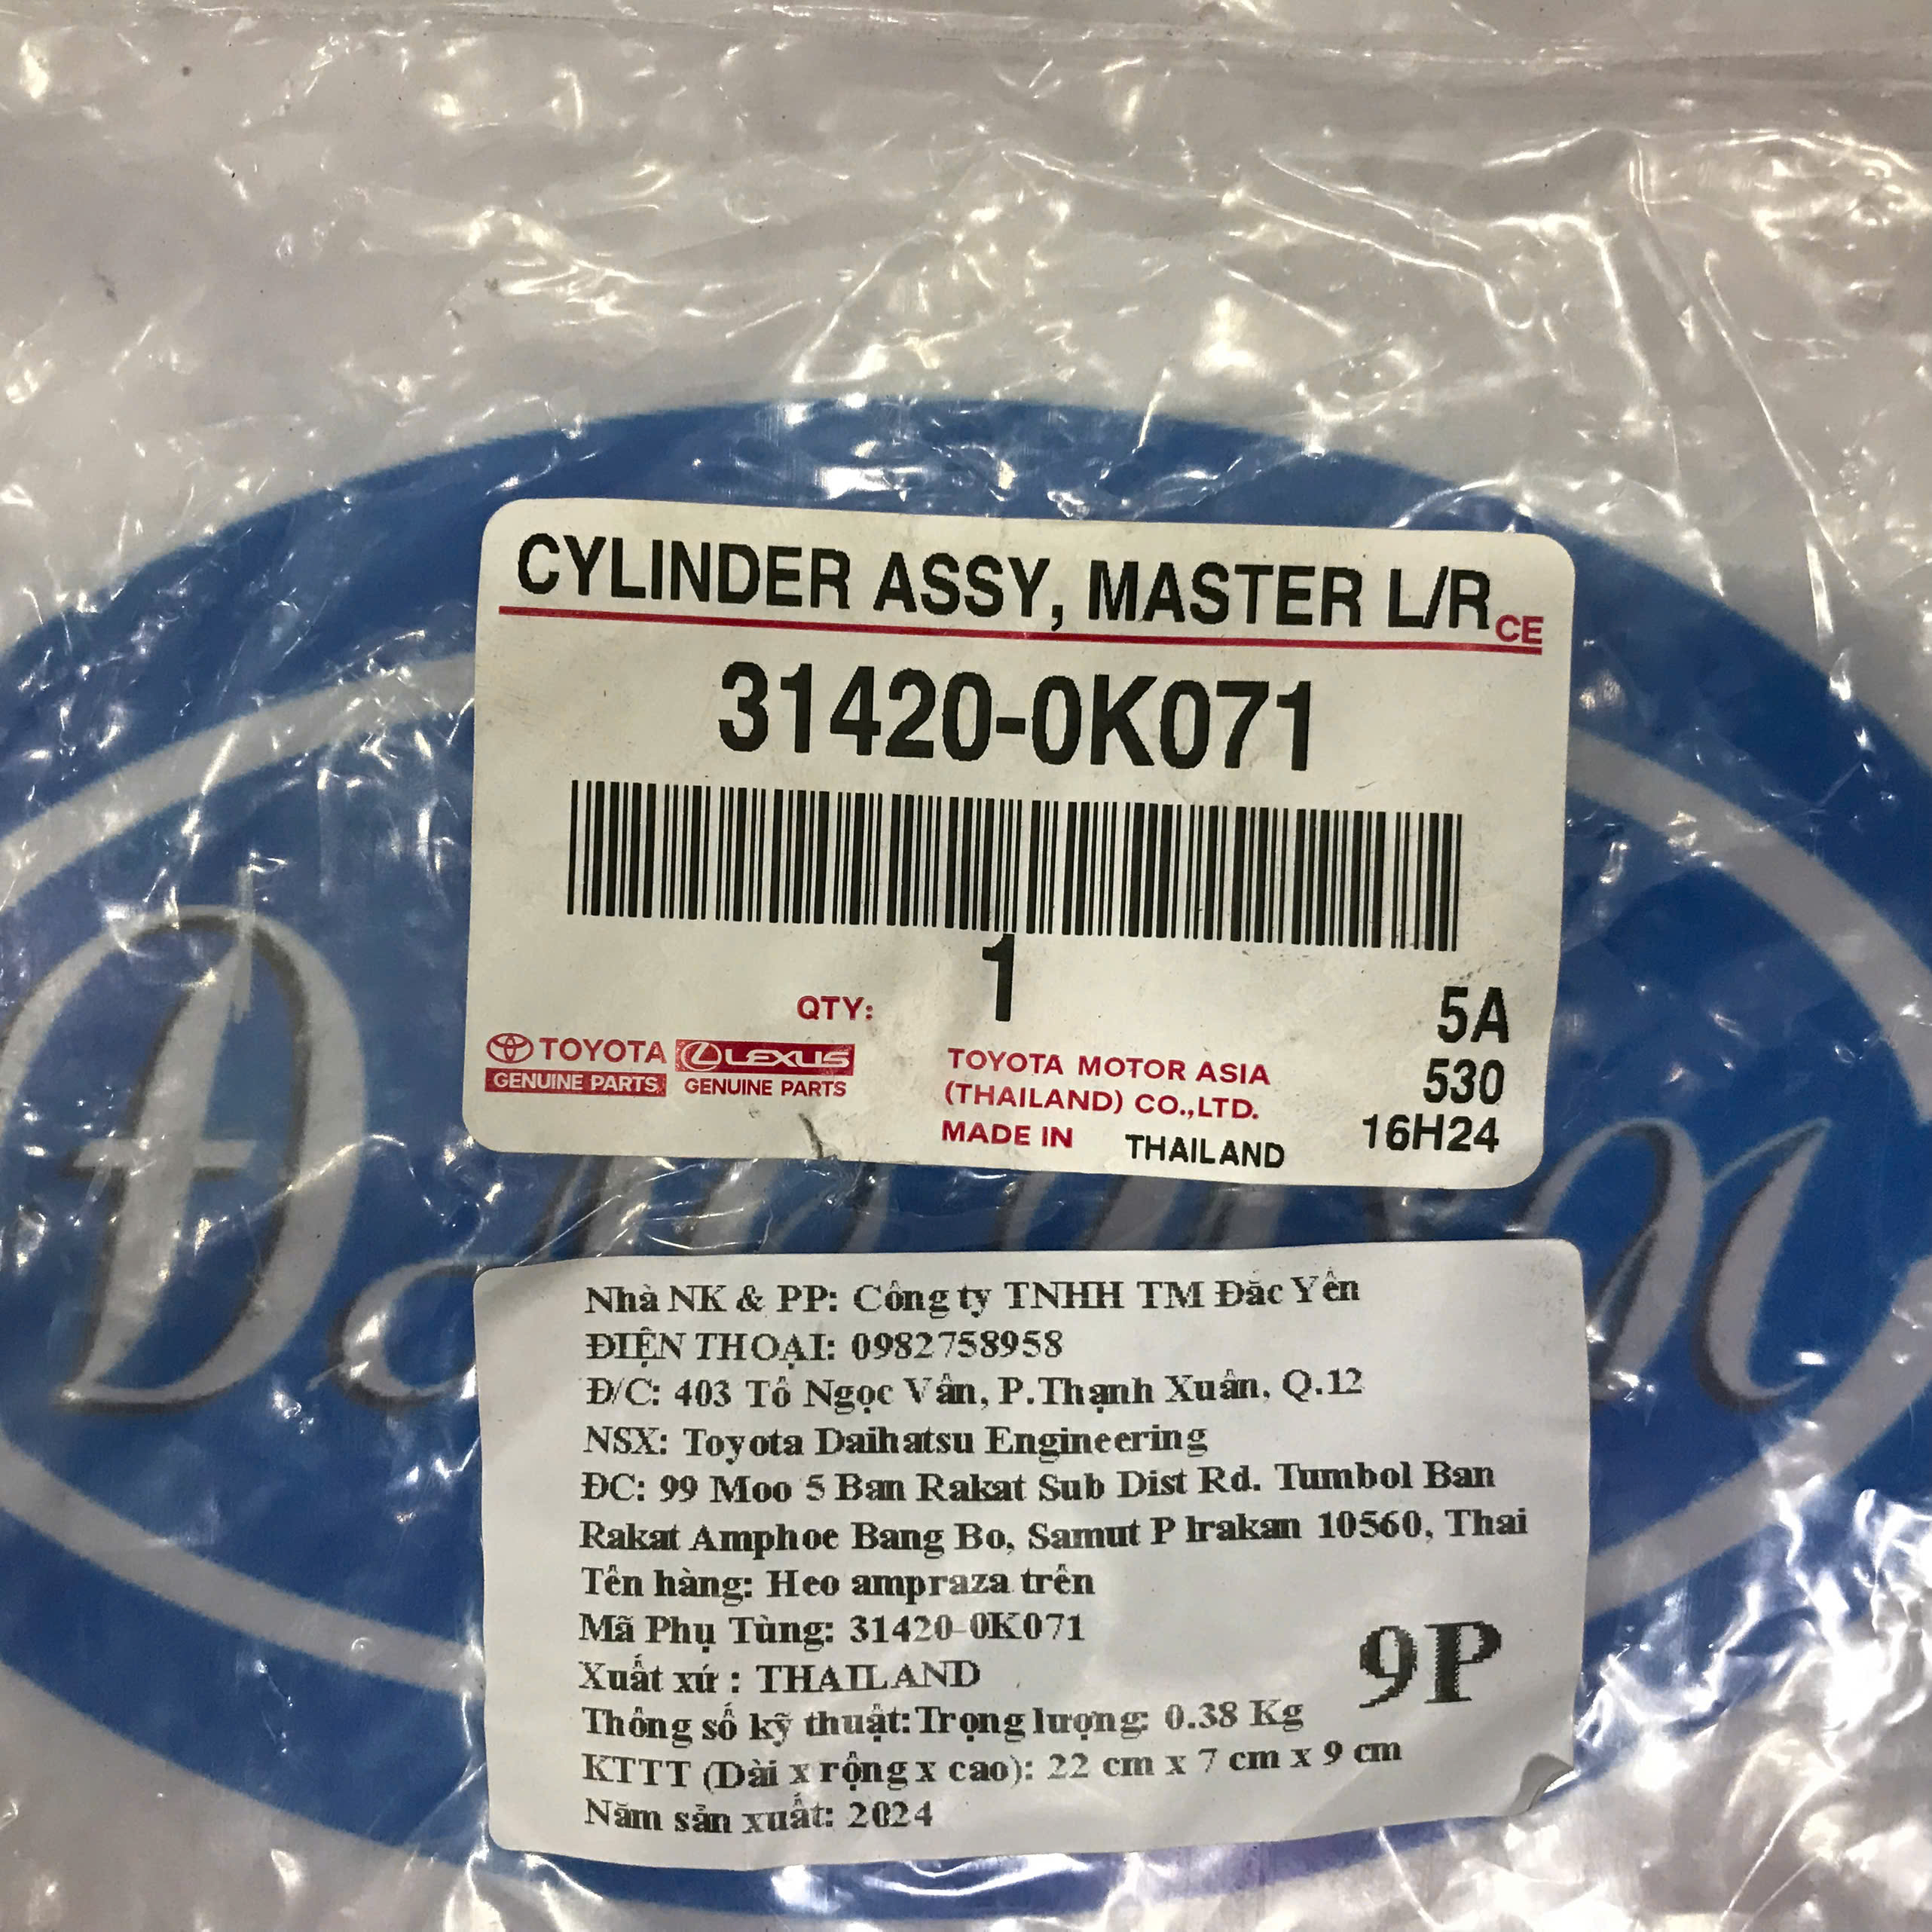 CYLINDER ASSY, MASTER L/R CE
31420-0K071
QTY: 1
5A
TOYOTA LEXUS
GENUINE PARTS GENUINE PARTS
TOYOTA MOTOR ASIA
(THAILAND) CO.,LTD.
MADE IN THAILAND
530
16H24
Nhà NK & PP: Công ty TNHH TM Đắc Yên
ĐIỆN THOẠI: 0982758958
Đ/C: 403 Tô Ngọc Vân, P.Thạnh Xuân, Q.12
NSX: Toyota Daihatsu Engineering
ĐC: 99 Moo 5 Ban Rakat Sub Dist Rd. Tumbol Ban
Rakat Amphoe Bang Bo, Samut P lrakan 10560, Thai
Tên hàng: Heo ampraza trên
Mã Phụ Tùng: 31420-0K071
Xuất xứ : THAILAND
Thông số kỹ thuật:Trọng lượng: 0.38 Kg
KTTT (Dài x rộng x cao): 22 cm x 7 cm x 9 cm
Năm sản xuất: 2024
9P